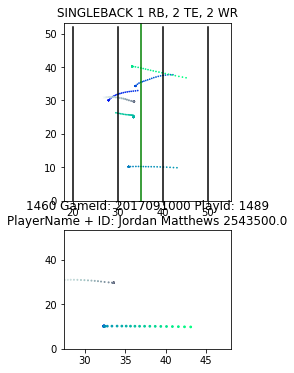 SINGLEBACK 1 RB, 2 TE, 2 WR
50
40
30
20
10
0
20 30 40 50
1460 GameId: 2017091000 PlayId: 1489
PlayerName + ID: Jordan Matthews 2543500.0
40
20
0
30 35 40 45